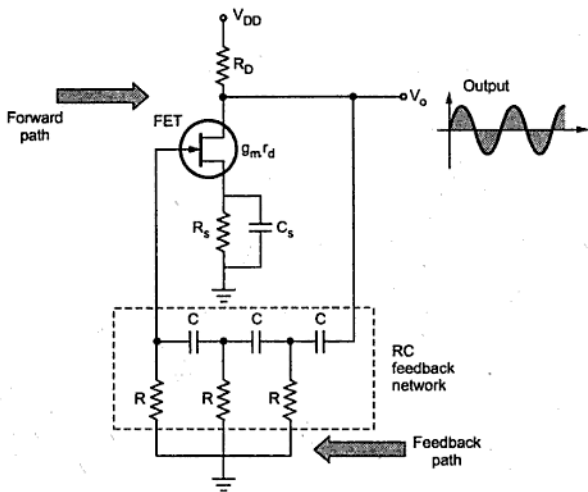 V_DD
R_D
V_o
Output
Forward
path
FET
g_m, r_d
R_s
C_s
C
C
C
RC
feedback
network
R
R
R
Feedback
path